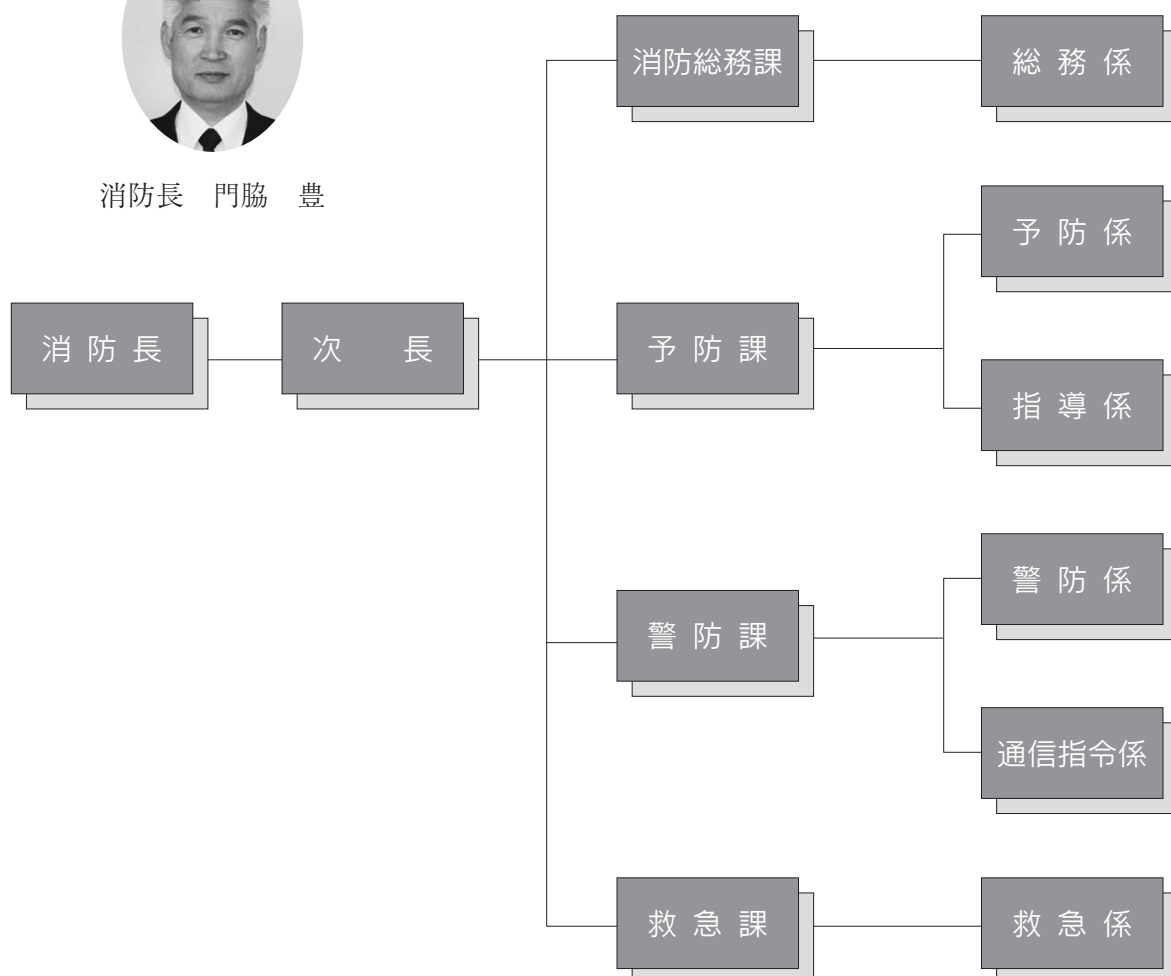 消防長　門脇　豊
消防長
次　長
消防総務課
総務係
予防課
予防係
指導係
警防課
警防係
通信指令係
救急課
救急係